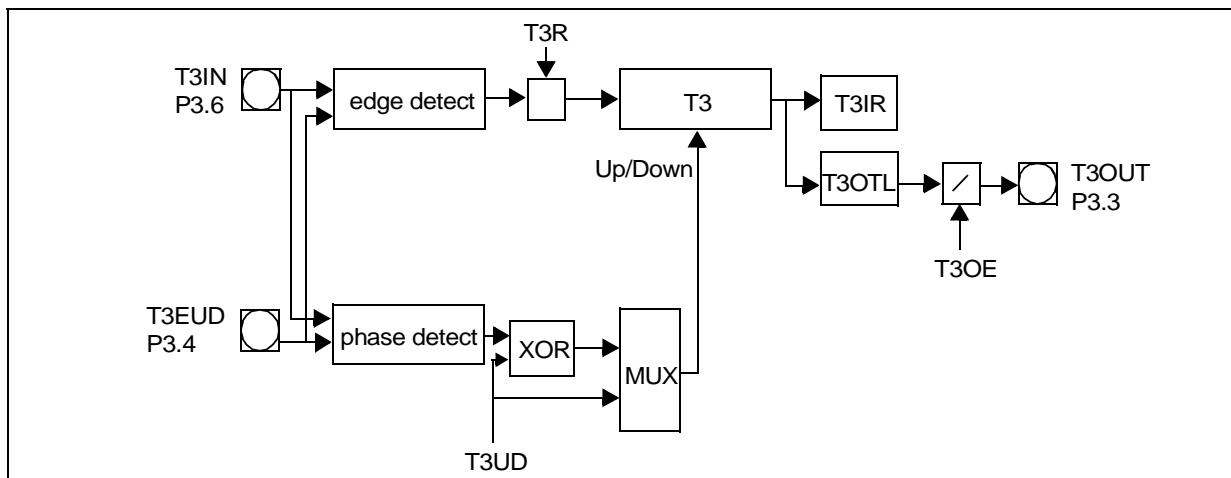 T3R
T3IN
P3.6
edge detect
T3
T3IR
Up/Down
T3OTL
T3OUT
P3.3
T3OE
T3EUD
P3.4
phase detect
XOR
MUX
T3UD